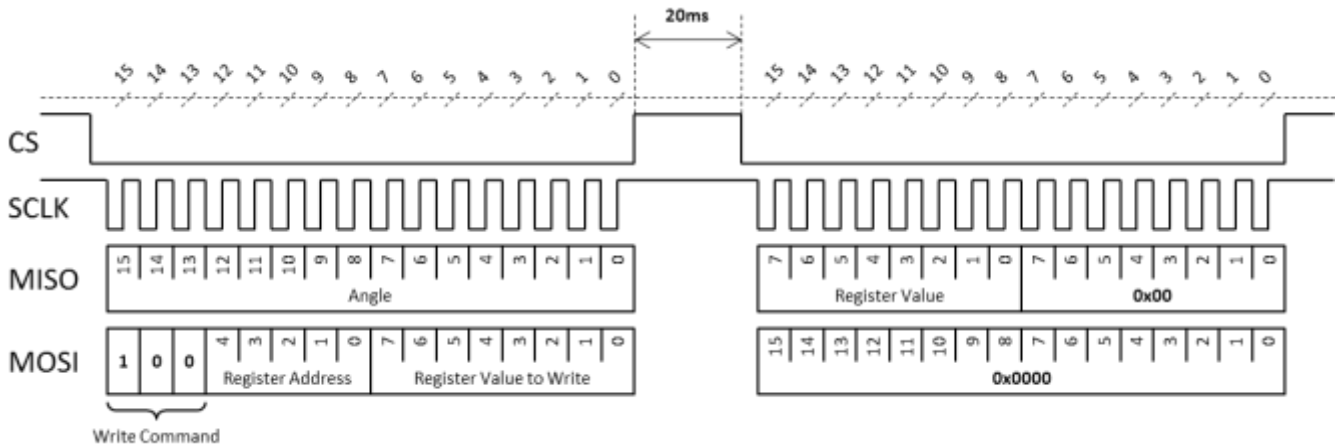 20ms
15 14 13 12 11 10 9 8 7 6 5 4 3 2 1 0 15 14 13 12 11 10 9 8 7 6 5 4 3 2 1 0
CS
SCLK
MISO 15 14 13 12 11 10 9 8 7 6 5 4 3 2 1 0 7 6 5 4 3 2 1 0 7 6 5 4 3 2 1 0
Angle Register Value 0x00
MOSI 1 0 0 4 3 2 1 0 7 6 5 4 3 2 1 0 15 14 13 12 11 10 9 8 7 6 5 4 3 2 1 0
Register Address Register Value to Write 0x0000
Write Command